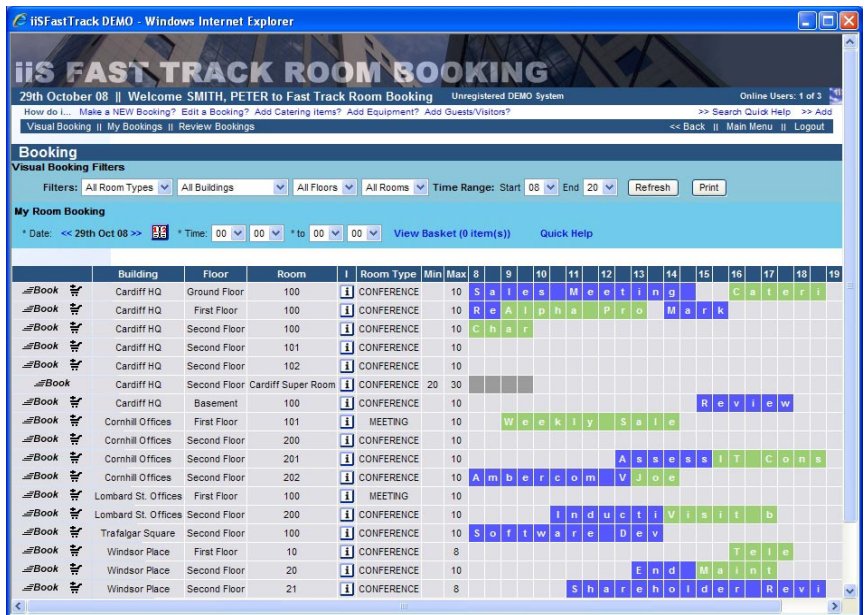 iiSFastTrack DEMO - Windows Internet Explorer
iiS FAST TRACK ROOM BOOKING
29th October 08 || Welcome SMITH, PETER to Fast Track Room Booking Unregistered DEMO System Online Users: 1 of 3
How do i... Make a NEW Booking? Edit a Booking? Add Catering items? Add Equipment? Add Guests/Visitors? >> Search Quick Help >> Add
Visual Booking || My Bookings || Review Bookings << Back || Main Menu || Logout
Booking
Visual Booking Filters
Filters: All Room Types All Buildings All Floors All Rooms Time Range: Start 08 End 20 Refresh Print
My Room Booking
* Date: << 29th Oct 08 >> * Time: 00 00 * to 00 00 View Basket (0 item(s)) Quick Help
Building Floor Room I Room Type Min Max 8 9 10 11 12 13 14 15 16 17 18 19
Book Cardiff HQ Ground Floor 100 i CONFERENCE 10 Sales Meeting Cateri
Book Cardiff HQ First Floor 100 i CONFERENCE 10 ReAlpha Pro Mark
Book Cardiff HQ Second Floor 100 i CONFERENCE 10 Char
Book Cardiff HQ Second Floor 101 i CONFERENCE 10
Book Cardiff HQ Second Floor 102 i CONFERENCE 10
Book Cardiff HQ Second Floor Cardiff Super Room i CONFERENCE 20 30
Book Cardiff HQ Basement 100 i CONFERENCE 10 Review
Book Cornhill Offices First Floor 101 i MEETING 10 Weekly Sale
Book Cornhill Offices Second Floor 200 i CONFERENCE 10
Book Cornhill Offices Second Floor 201 i CONFERENCE 10 AssessIT Cons
Book Cornhill Offices Second Floor 202 i CONFERENCE 10 Ambercom VJoe
Book Lombard St. Offices First Floor 100 i MEETING 10
Book Lombard St. Offices Second Floor 200 i CONFERENCE 10 InductiVisit b
Book Trafalgar Square Second Floor 100 i CONFERENCE 10 Software Dev
Book Windsor Place First Floor 10 i CONFERENCE 8 Tele
Book Windsor Place Second Floor 20 i CONFERENCE 10 End Maint
Book Windsor Place Second Floor 21 i CONFERENCE 8 Shareholder Revi